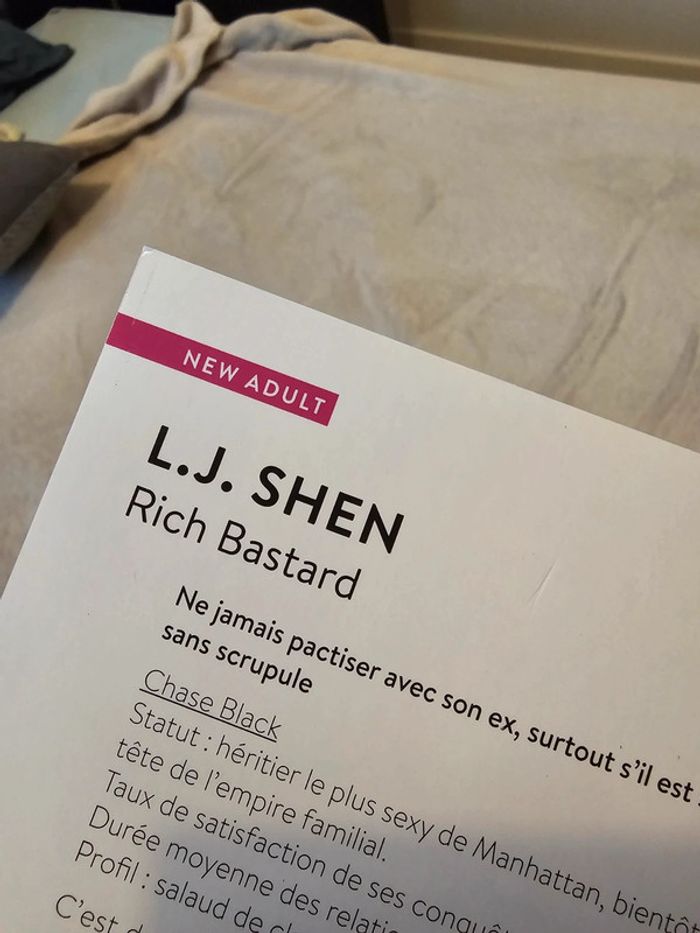 NEW ADULT
L.J. SHEN
Rich Bastard
Ne jamais pactiser avec son ex, surtout s'il est
sans scrupule
Chase Black
Statut : héritier le plus sexy de Manhattan, bientôt
tête de l'empire familial.
Taux de satisfaction de ses
Durée moyenne des
Profil : salaud de
C'est